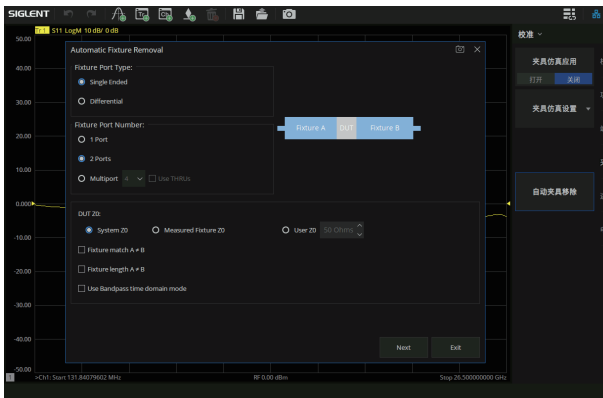 SIGLENT
Tr 1 S11 LogM 10 dB/ 0 dB
50.00
40.00
30.00
20.00
10.00
0.000
-10.00
-20.00
-30.00
-40.00
-50.00
Automatic Fixture Removal
Fixture Port Type:
Single Ended
Differential
Fixture Port Number:
1 Port
2 Ports
Multiport 4 Use THRUs
Fixture A DUT Fixture B
DUT Z0:
System Z0 Measured Fixture Z0 User Z0 50 Ohms
Fixture match A ≠ B
Fixture length A ≠ B
Use Bandpass time domain mode
Next Exit
1 >Ch1: Start 131.84079602 MHz RF 0.00 dBm Stop 26.500000000 GHz
校准
夹具仿真应用
打开 关闭
夹具仿真设置
自动夹具移除